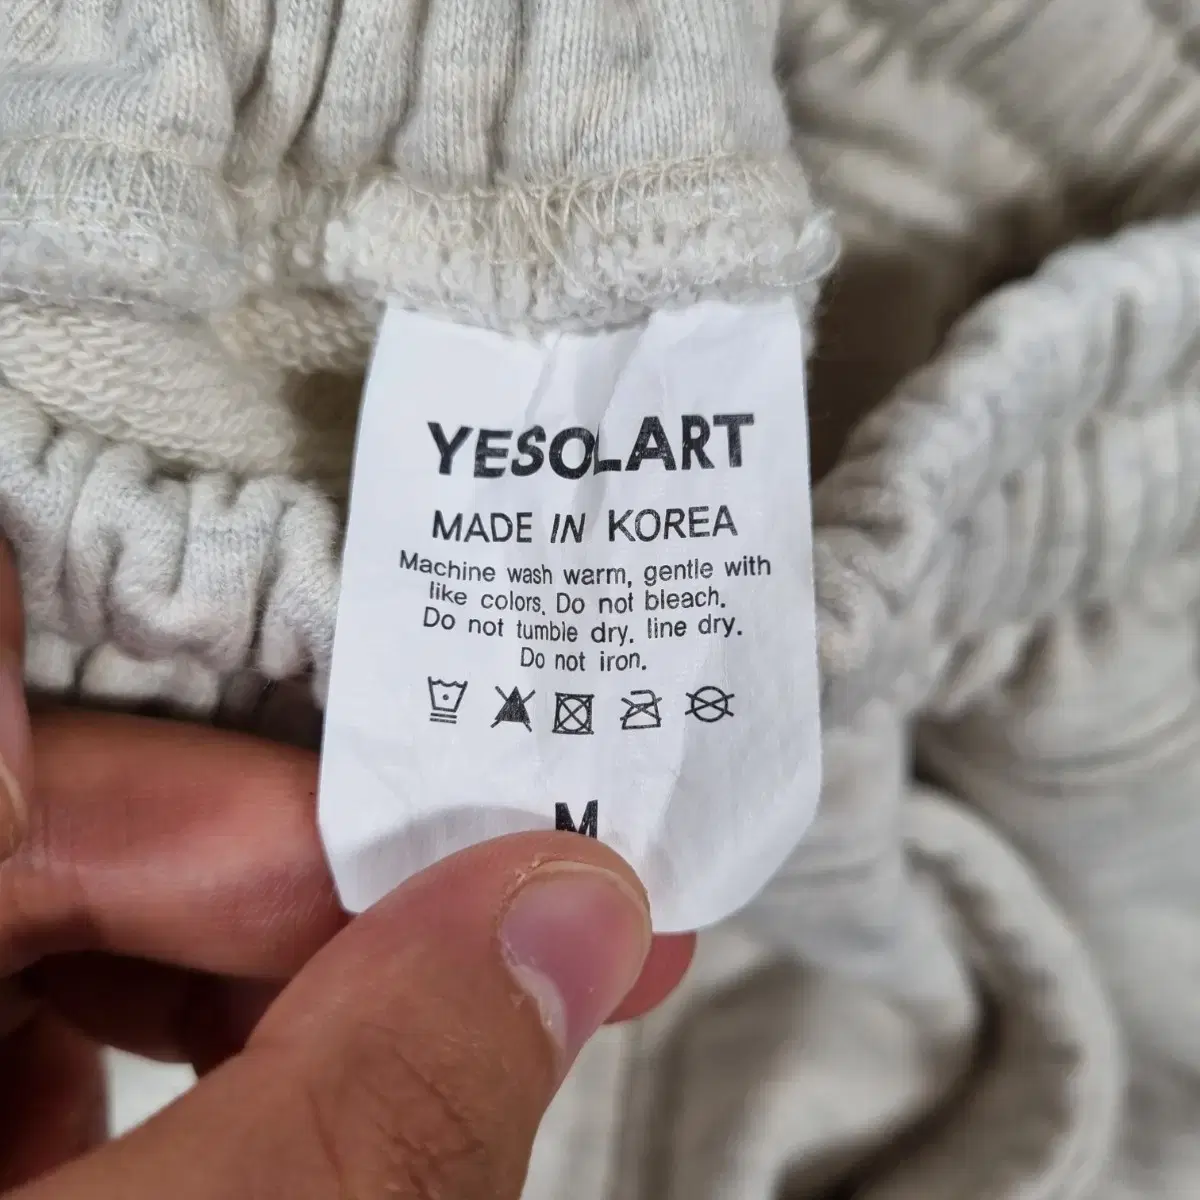 YESOLART
MADE IN KOREA
Machine wash warm, gentle with
like colors. Do not bleach.
Do not tumble dry. line dry.
Do not iron.
M